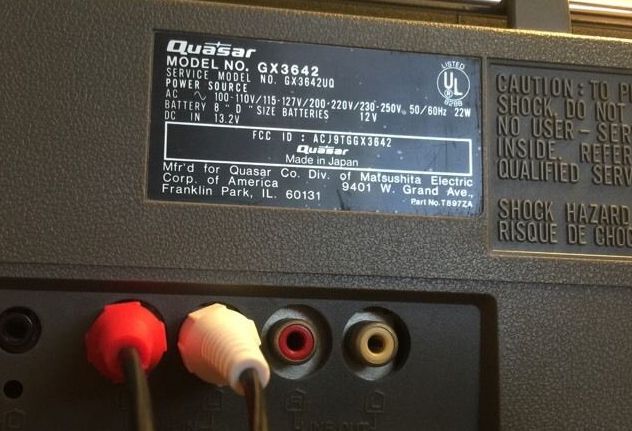 Quasar
MODEL NO. GX3642
SERVICE MODEL NO. GX3642UQ
POWER SOURCE
AC ∿ 100-110V/115-127V/200-220V/230-250V, 50/60Hz 22W
BATTERY 8 "D" SIZE BATTERIES 12V
DC IN 13.2V
FCC ID : ACJ9TGGX3642
Quasar
Made in Japan
Mfr'd for Quasar Co. Div. of Matsushita Electric
Corp. of America 9401 W. Grand Ave.,
Franklin Park, IL. 60131
Part No. TB97ZA
LISTED
UL
CAUTION: TO
SHOCK, DO NOT
NO USER-SER
INSIDE. REFER
QUALIFIED SERV
SHOCK HAZARD
RISQUE DE CHOC